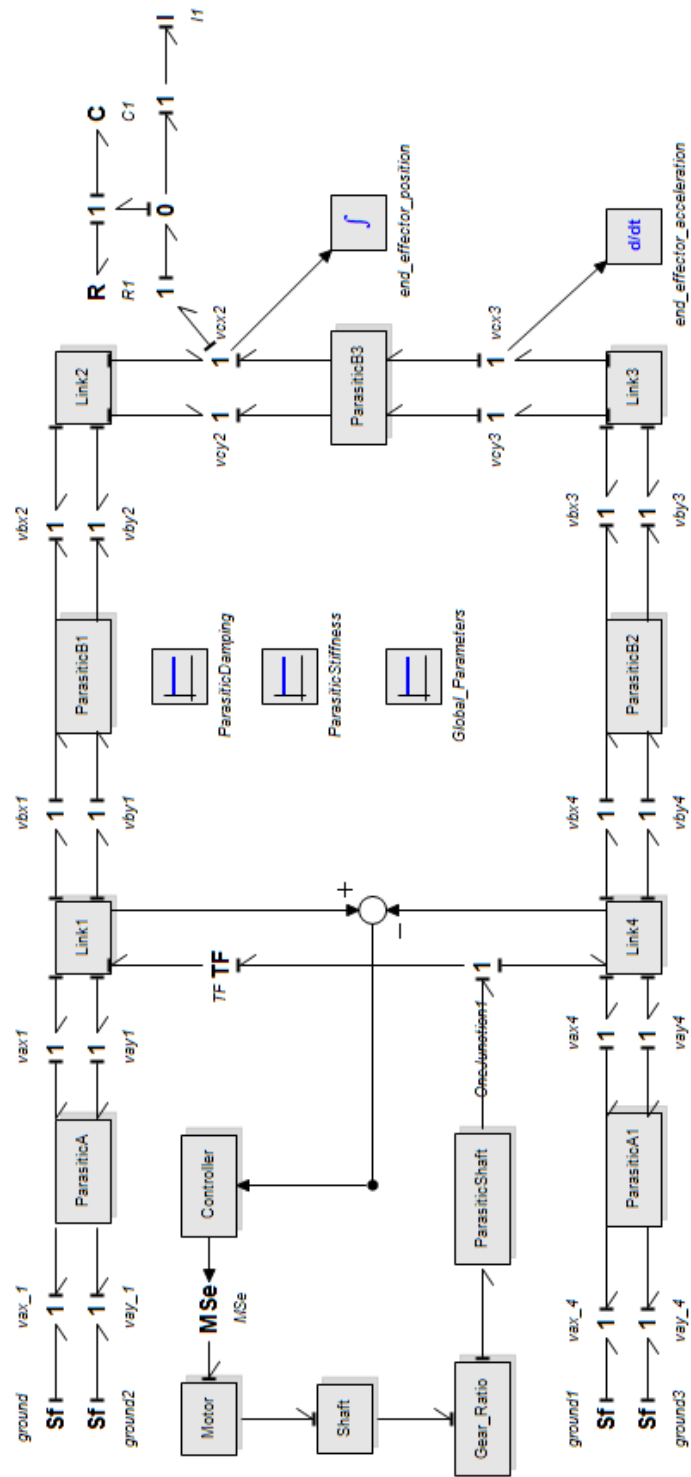 ground
vax_1
vax1
vbx1
vbx2
Sf
1
ParasiticA
1
Link1
1
ParasiticB1
1
Link2
R
1
C
Sf
1
1
1
1
R1
C1
ground2
vay_1
vay1
vby1
vby2
1
0
1
I
I1
Controller
TF
TF
ParasiticDamping
vcy2
1
1
vcx2
MSe
MSe
Motor
+
ParasiticStiffness
ParasiticB3
∫
end_effector_position
Shaft
−
Global_Parameters
Gear_Ratio
ParasiticShaft
OneJunction1
1
vcy3
1
1
vcx3
ground1
vax_4
vax4
vbx4
vbx3
Sf
1
ParasiticA1
1
Link4
1
ParasiticB2
1
Link3
d/dt
Sf
1
1
1
1
end_effector_acceleration
ground3
vay_4
vay4
vby4
vby3